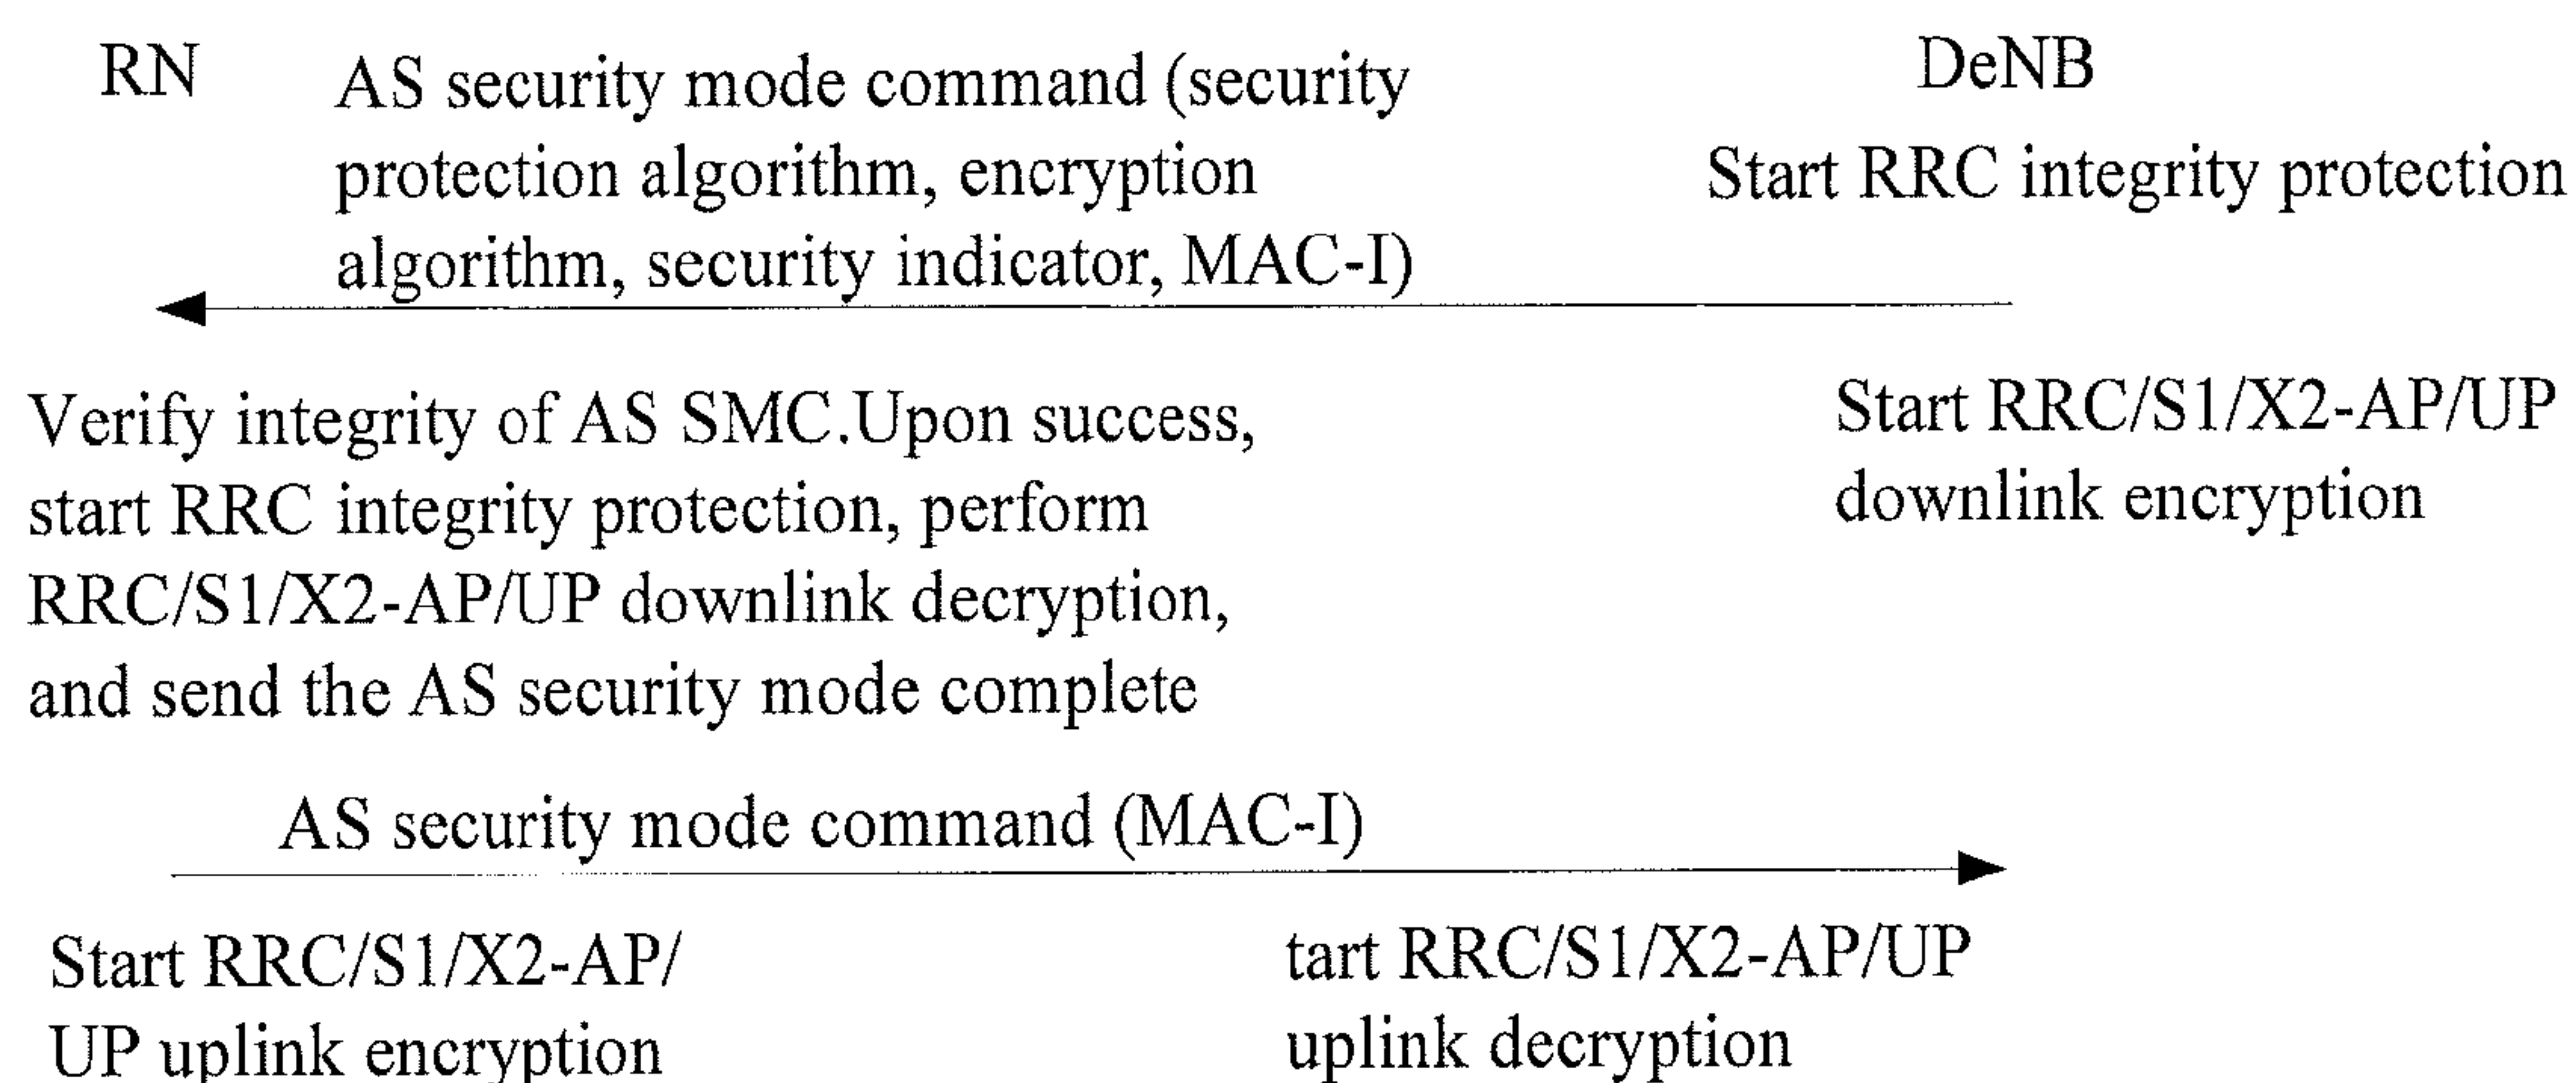 RN
AS security mode command (security
protection algorithm, encryption
algorithm, security indicator, MAC-I)
DeNB
Start RRC integrity protection
Verify integrity of AS SMC.Upon success,
start RRC integrity protection, perform
RRC/S1/X2-AP/UP downlink decryption,
and send the AS security mode complete
Start RRC/S1/X2-AP/UP
downlink encryption
AS security mode command (MAC-I)
Start RRC/S1/X2-AP/
UP uplink encryption
tart RRC/S1/X2-AP/UP
uplink decryption